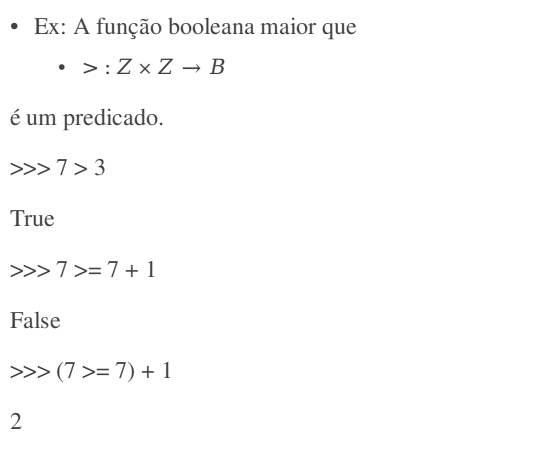 • Ex: A função booleana maior que
• > : Z × Z → B
é um predicado.
>>> 7 > 3
True
>>> 7 >= 7 + 1
False
>>> (7 >= 7) + 1
2